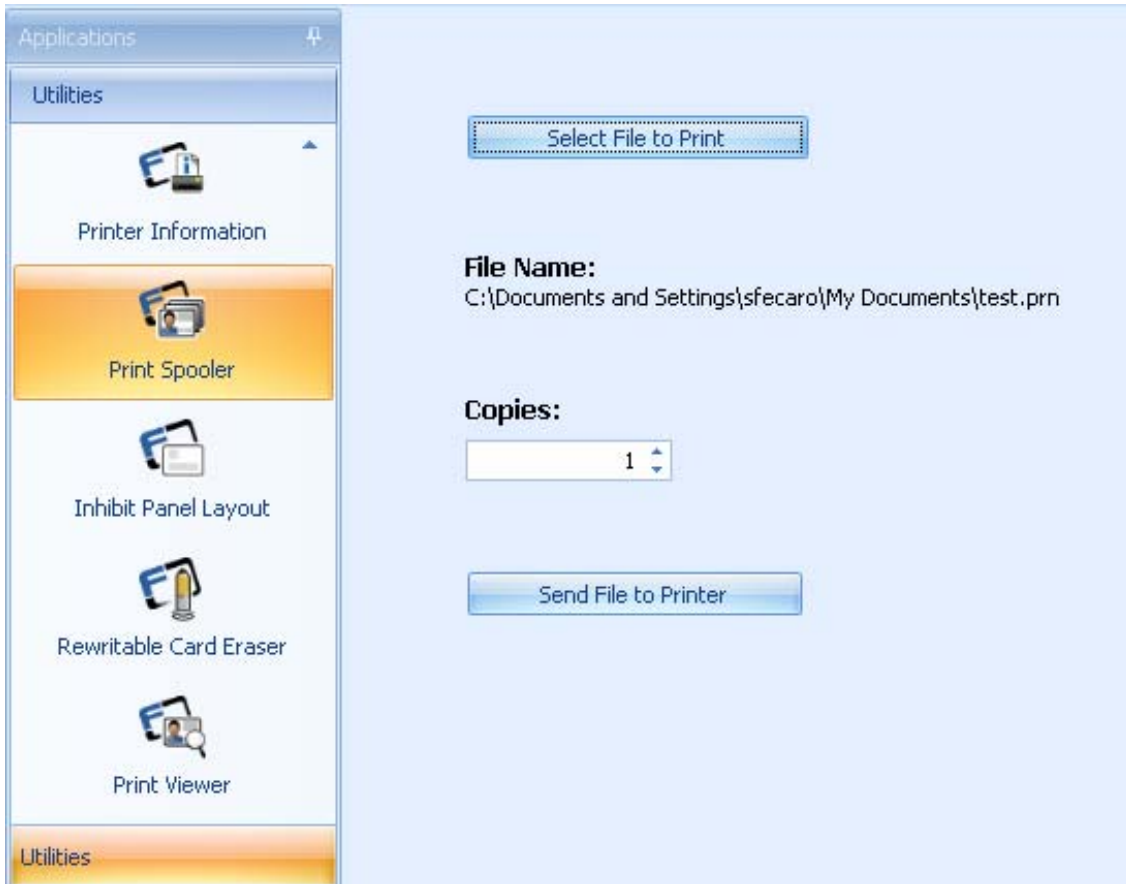 Applications
Utilities
Printer Information
Print Spooler
Inhibit Panel Layout
Rewritable Card Eraser
Print Viewer
Utilities
Select File to Print
File Name:
C:\Documents and Settings\sfecaro\My Documents\test.prn
Copies:
1
Send File to Printer